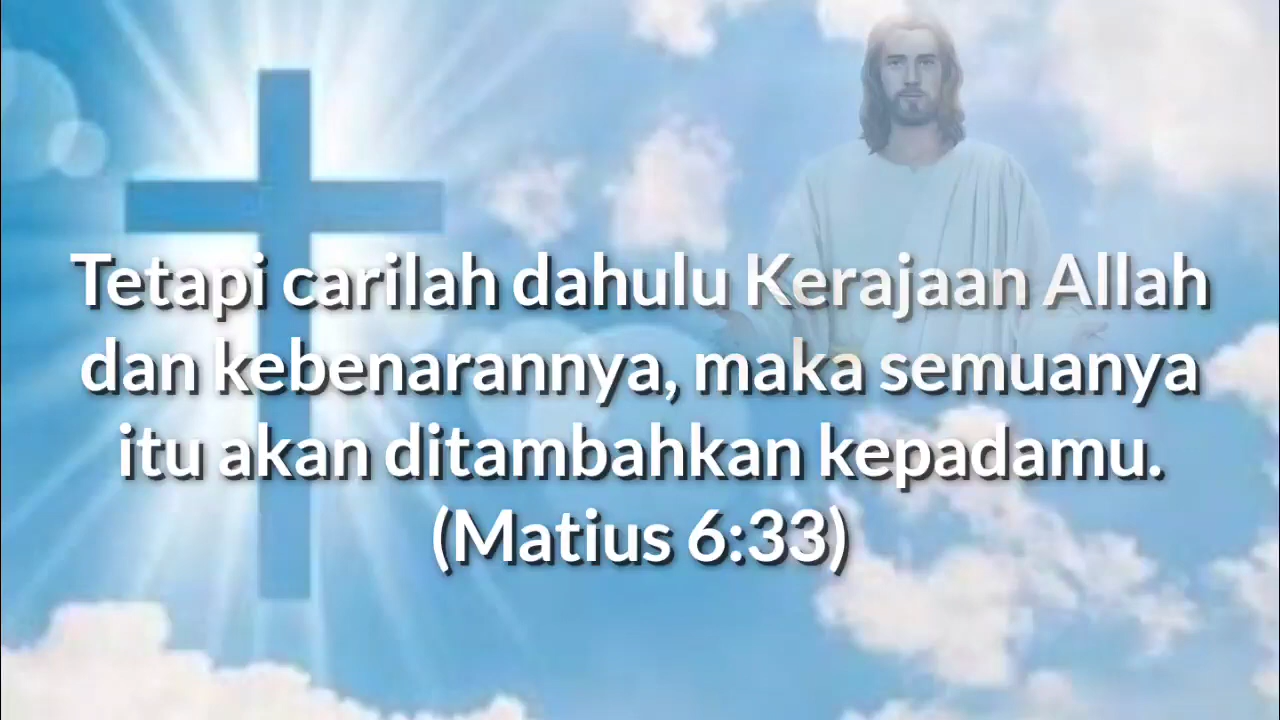 Tetapi carilah dahulu Kerajaan Allah
dan kebenarannya, maka semuanya
itu akan ditambahkan kepadamu.
(Matius 6:33)